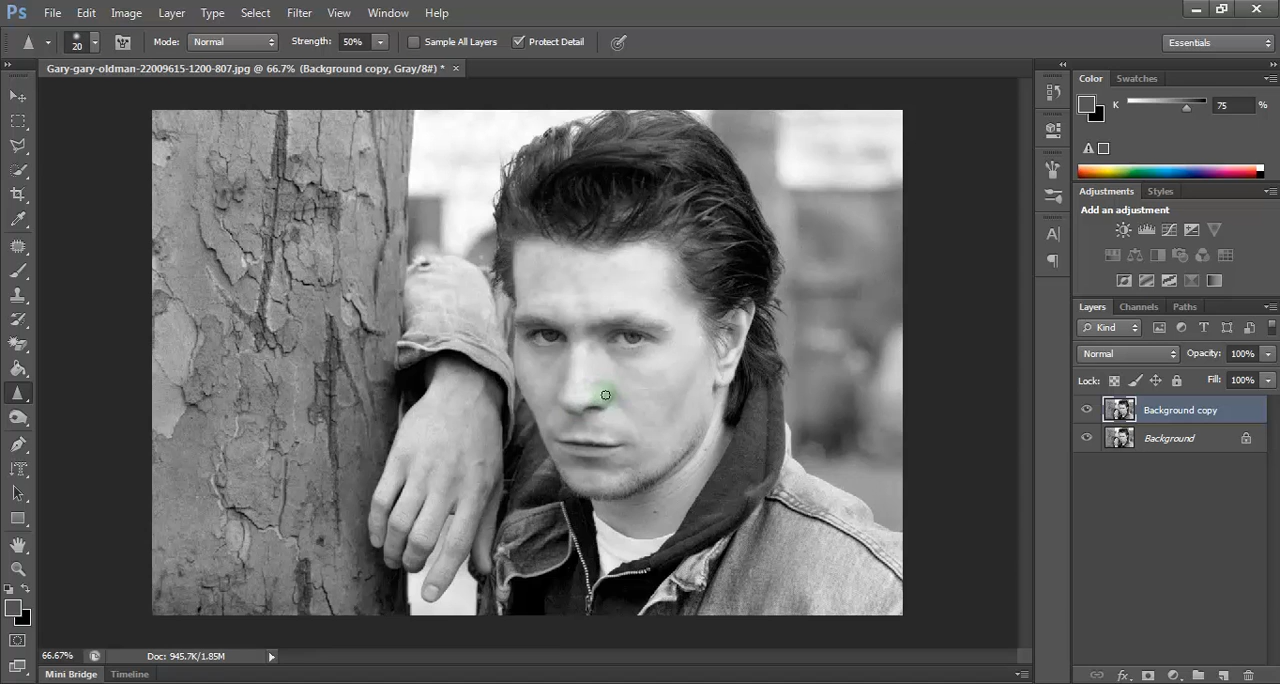 Ps File Edit Image Layer Type Select Filter View Window Help
20 Mode: Normal Strength: 50% Sample All Layers Protect Detail Essentials
Gary-gary-oldman-22009615-1200-807.jpg @ 66.7% (Background copy, Gray/8#) * ×
Color Swatches
K 75 %
Adjustments Styles
Add an adjustment
Layers Channels Paths
Kind
Normal Opacity: 100%
Lock: Fill: 100%
Background copy
Background
66.67% Doc: 945.7K/1.85M
Mini Bridge Timeline